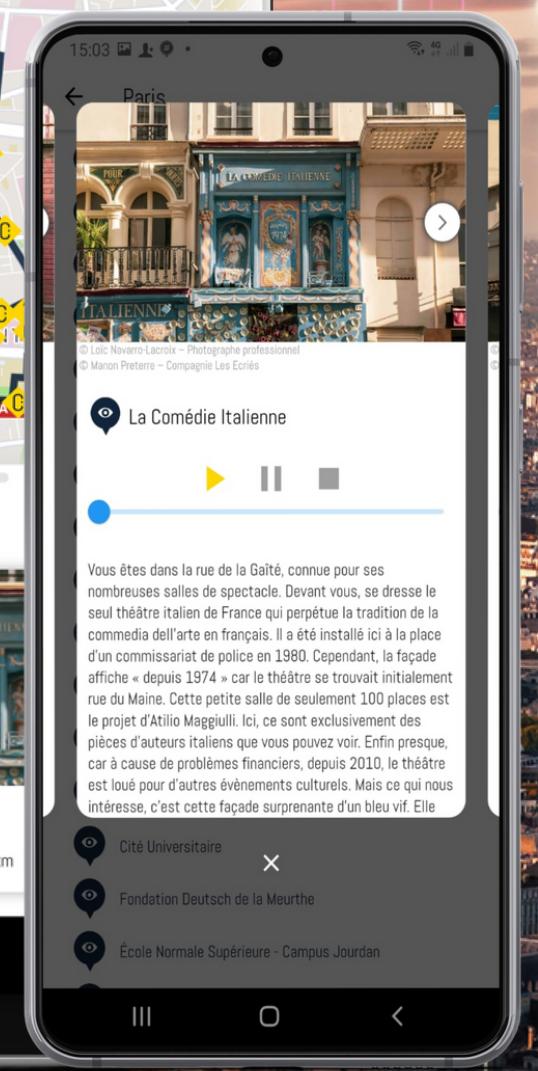 15:03
4G
Paris
POUR
LA COMEDIE ITALIENNE
1974
ITALIENNE
© Loïc Navarro-Lacroix – Photographe professionnel
© Manon Preterre – Compagnie Les Ecriés
La Comédie Italienne
Vous êtes dans la rue de la Gaîté, connue pour ses
nombreuses salles de spectacle. Devant vous, se dresse le
seul théâtre italien de France qui perpétue la tradition de la
commedia dell'arte en français. Il a été installé ici à la place
d'un commissariat de police en 1980. Cependant, la façade
affiche « depuis 1974 » car le théâtre se trouvait initialement
rue du Maine. Cette petite salle de seulement 100 places est
le projet d'Atilio Maggiulli. Ici, ce sont exclusivement des
pièces d'auteurs italiens que vous pouvez voir. Enfin presque,
car à cause de problèmes financiers, depuis 2010, le théâtre
est loué pour d'autres évènements culturels. Mais ce qui nous
intéresse, c'est cette façade surprenante d'un bleu vif. Elle
Cité Universitaire
Fondation Deutsch de la Meurthe
École Normale Supérieure - Campus Jourdan